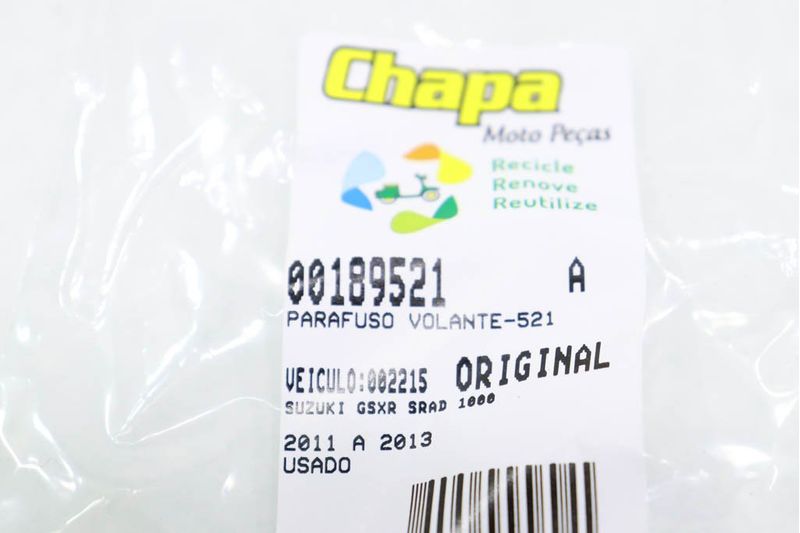 Chapa
Moto Peças
Recicle
Renove
Reutilize
00189521 A
PARAFUSO VOLANTE-521
VEICULO:002215 ORIGINAL
SUZUKI GSXR SRAD 1000
2011 A 2013
USADO